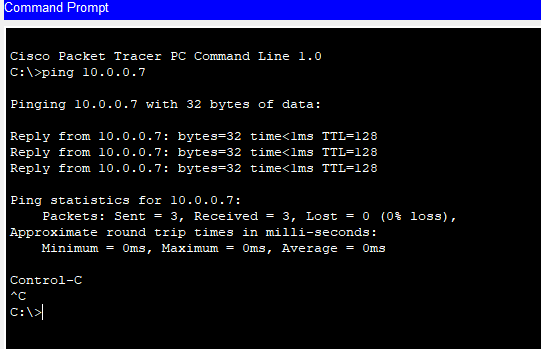 Command Prompt
Cisco Packet Tracer PC Command Line 1.0
C:\>ping 10.0.0.7
Pinging 10.0.0.7 with 32 bytes of data:
Reply from 10.0.0.7: bytes=32 time<1ms TTL=128
Reply from 10.0.0.7: bytes=32 time<1ms TTL=128
Reply from 10.0.0.7: bytes=32 time<1ms TTL=128
Ping statistics for 10.0.0.7:
    Packets: Sent = 3, Received = 3, Lost = 0 (0% loss),
Approximate round trip times in milli-seconds:
    Minimum = 0ms, Maximum = 0ms, Average = 0ms
Control-C
^C
C:\>